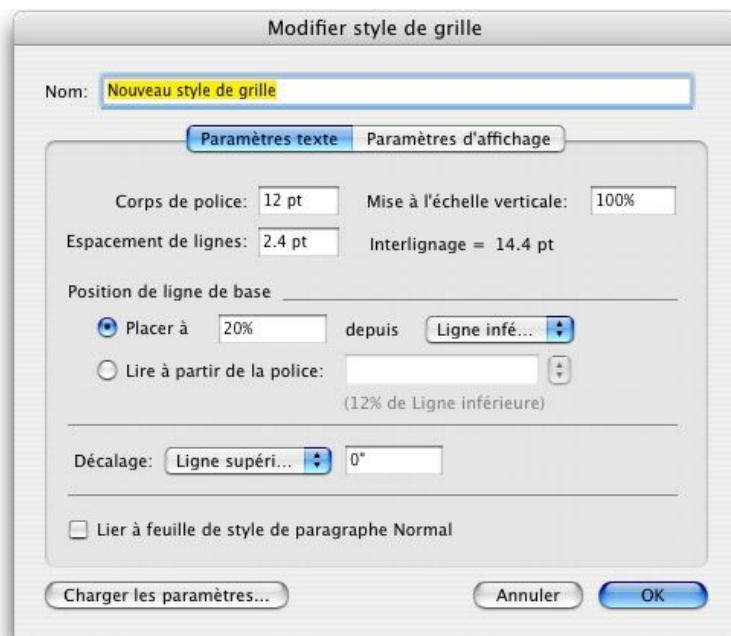 Modifier style de grille
Nom: Nouveau style de grille
Paramètres texte Paramètres d'affichage
Corps de police: 12 pt Mise à l'échelle verticale: 100%
Espacement de lignes: 2.4 pt Interlignage = 14.4 pt
Position de ligne de base
Placer à 20% depuis Ligne infé...
Lire à partir de la police:
(12% de Ligne inférieure)
Décalage: Ligne supéri... 0"
Lier à feuille de style de paragraphe Normal
Charger les paramètres... Annuler OK